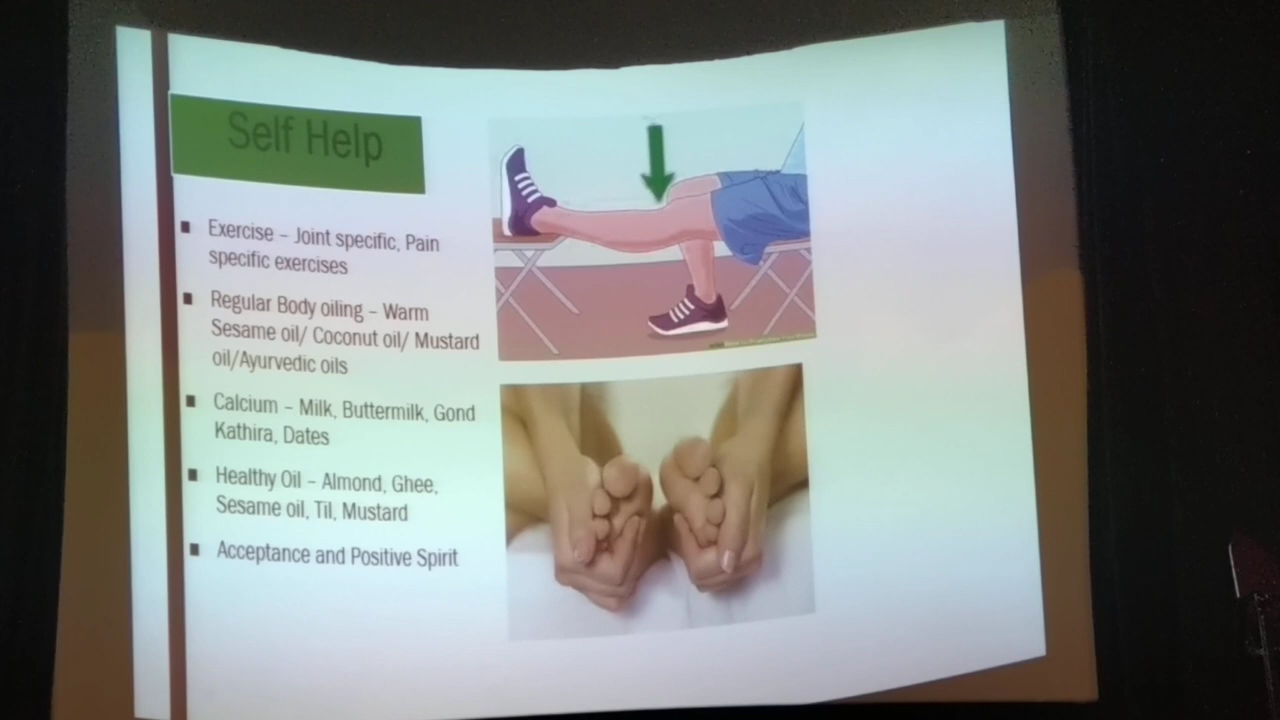 Self Help
Exercise – Joint specific, Pain
specific exercises
Regular Body oiling – Warm
Sesame oil/ Coconut oil/ Mustard
oil/Ayurvedic oils
Calcium – Milk, Buttermilk, Gond
Kathira, Dates
Healthy Oil – Almond, Ghee,
Sesame oil, Til, Mustard
Acceptance and Positive Spirit